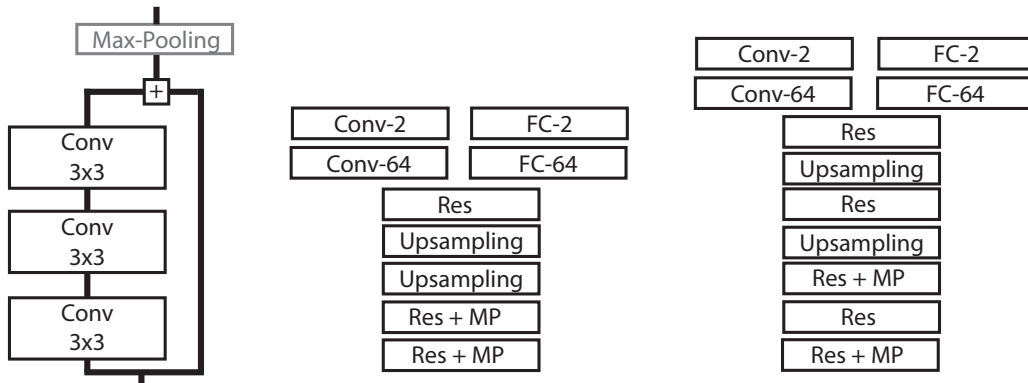 Max-Pooling
+
Conv
3x3
Conv
3x3
Conv
3x3
Conv-2 FC-2
Conv-64 FC-64
Res
Upsampling
Upsampling
Res + MP
Res + MP
Conv-2 FC-2
Conv-64 FC-64
Res
Upsampling
Res
Upsampling
Res + MP
Res
Res + MP